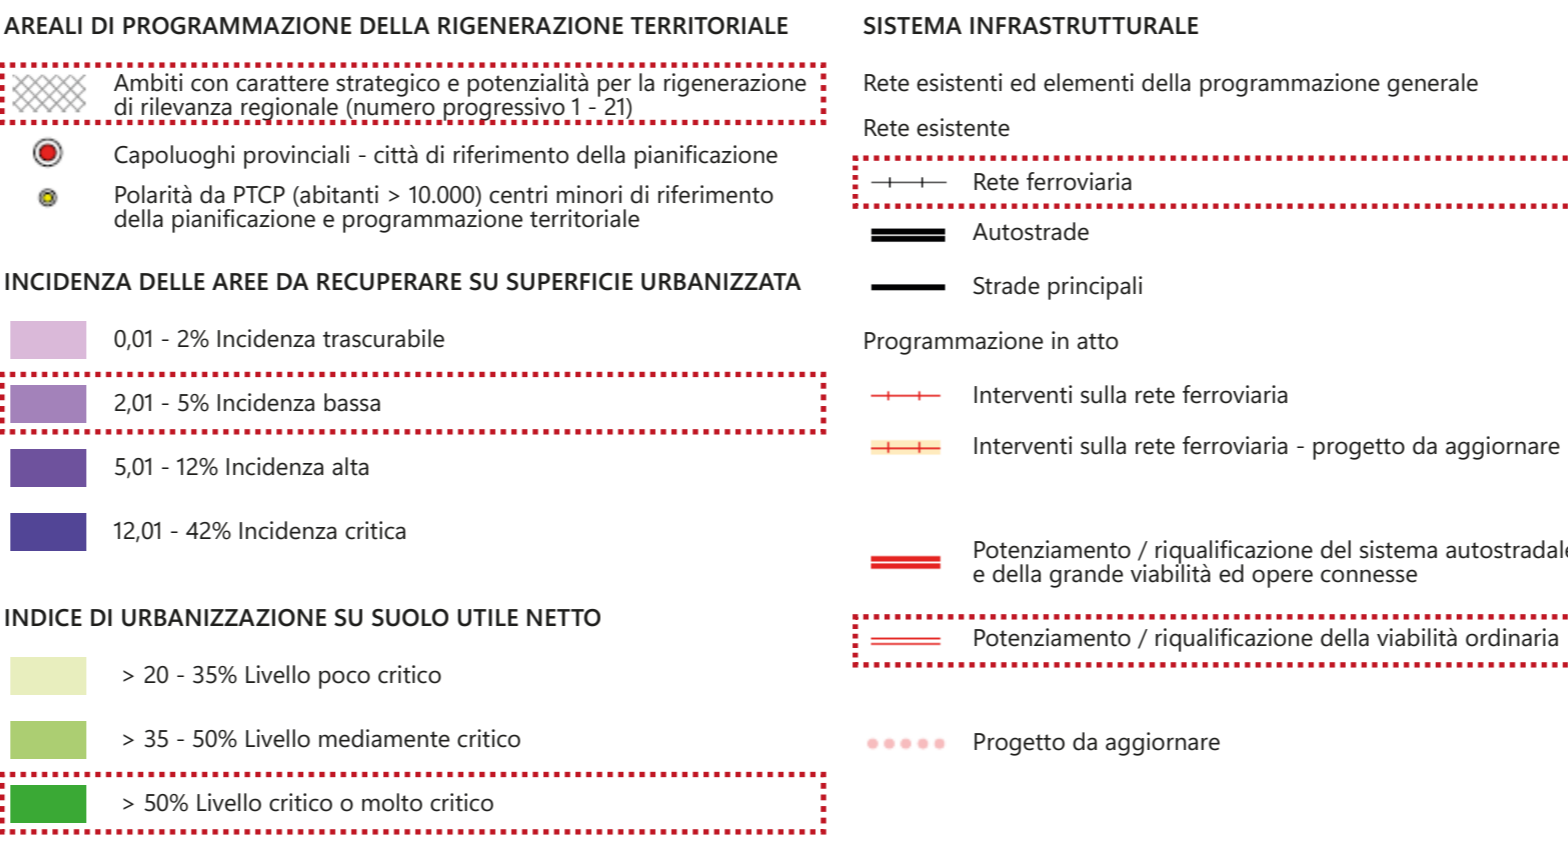 AREALI DI PROGRAMMAZIONE DELLA RIGENERAZIONE TERRITORIALE
Ambiti con carattere strategico e potenzialità per la rigenerazione
di rilevanza regionale (numero progressivo 1 - 21)
Capoluoghi provinciali - città di riferimento della pianificazione
Polarità da PTCP (abitanti > 10.000) centri minori di riferimento
della pianificazione e programmazione territoriale
INCIDENZA DELLE AREE DA RECUPERARE SU SUPERFICIE URBANIZZATA
0,01 - 2% Incidenza trascurabile
2,01 - 5% Incidenza bassa
5,01 - 12% Incidenza alta
12,01 - 42% Incidenza critica
INDICE DI URBANIZZAZIONE SU SUOLO UTILE NETTO
> 20 - 35% Livello poco critico
> 35 - 50% Livello mediamente critico
> 50% Livello critico o molto critico
SISTEMA INFRASTRUTTURALE
Rete esistenti ed elementi della programmazione generale
Rete esistente
Rete ferroviaria
Autostrade
Strade principali
Programmazione in atto
Interventi sulla rete ferroviaria
Interventi sulla rete ferroviaria - progetto da aggiornare
Potenziamento / riqualificazione del sistema autostradale
e della grande viabilità ed opere connesse
Potenziamento / riqualificazione della viabilità ordinaria
Progetto da aggiornare